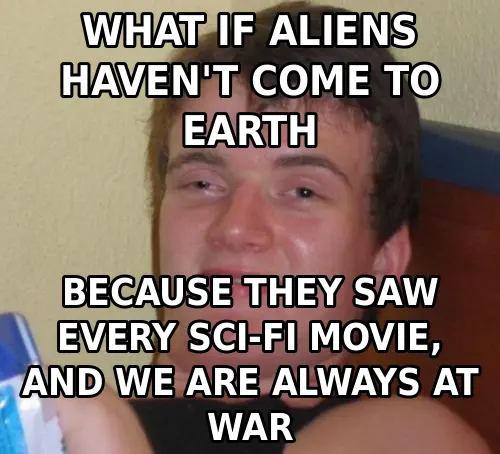 WHAT IF ALIENS
HAVEN'T COME TO
EARTH
BECAUSE THEY SAW
EVERY SCI-FI MOVIE,
AND WE ARE ALWAYS AT
WAR